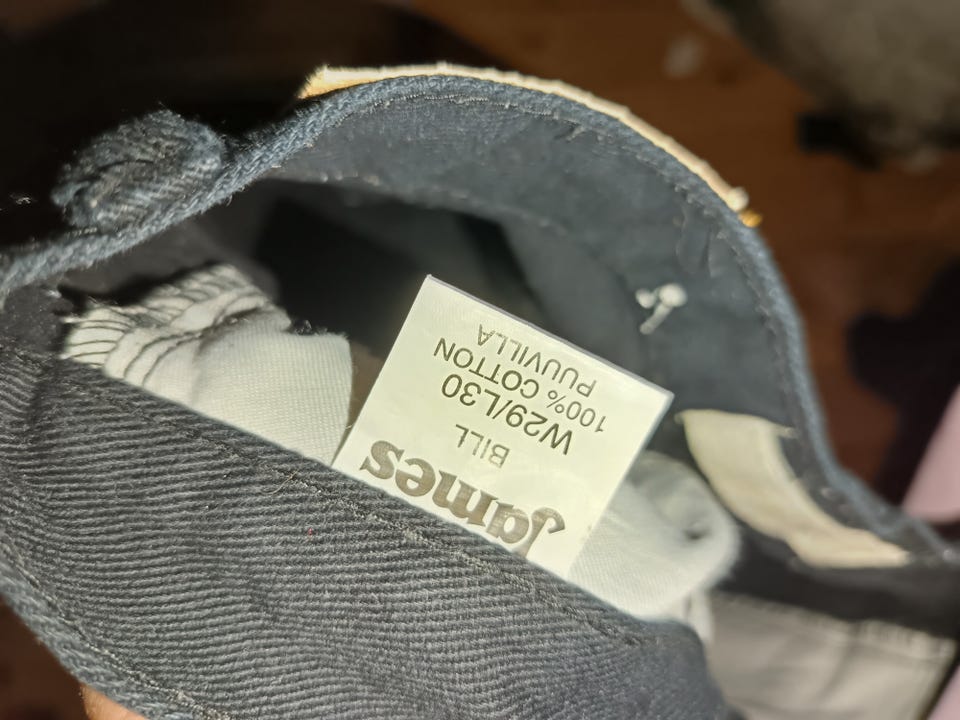 James
BILL
W29/L30
100% COTTON
PUUVILLA